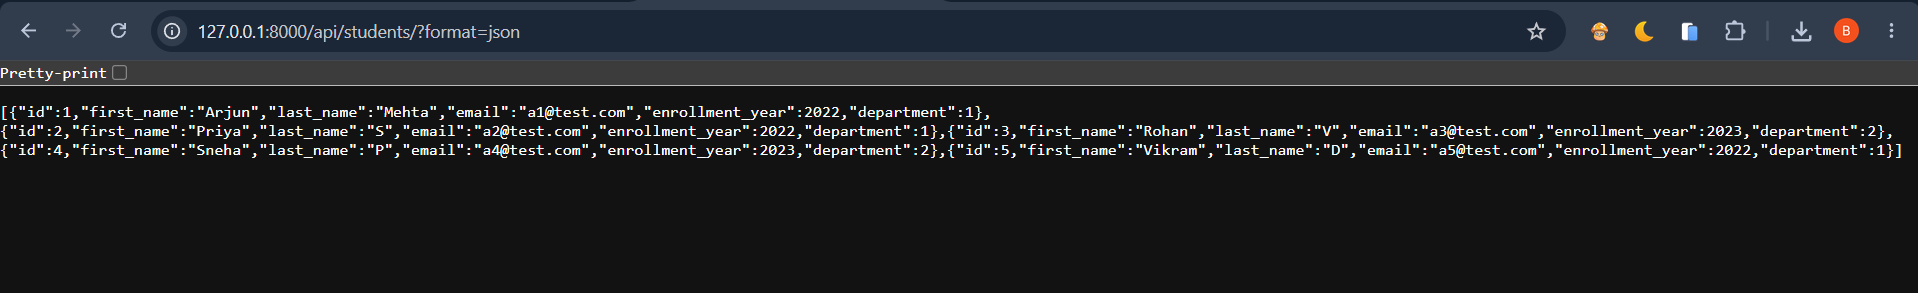 127.0.0.1:8000/api/students/?format=json
B
Pretty-print
[{"id":1,"first_name":"Arjun","last_name":"Mehta","email":"a1@test.com","enrollment_year":2022,"department":1},
{"id":2,"first_name":"Priya","last_name":"S","email":"a2@test.com","enrollment_year":2022,"department":1},{"id":3,"first_name":"Rohan","last_name":"V","email":"a3@test.com","enrollment_year":2023,"department":2},
{"id":4,"first_name":"Sneha","last_name":"P","email":"a4@test.com","enrollment_year":2023,"department":2},{"id":5,"first_name":"Vikram","last_name":"D","email":"a5@test.com","enrollment_year":2022,"department":1}]